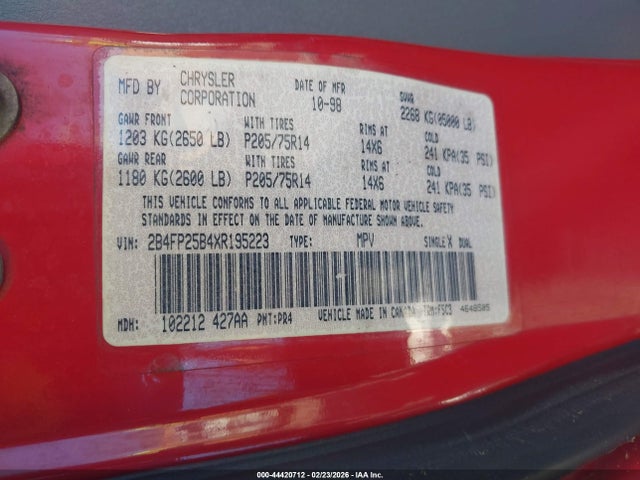 MFD BY CHRYSLER CORPORATION DATE OF MFR 10-98 GVWR 2268 KG(05000 LB)
GAWR FRONT WITH TIRES RIMS AT COLD
1203 KG(2650 LB) P205/75R14 14X6 241 KPA(35 PSI)
GAWR REAR WITH TIRES RIMS AT COLD
1180 KG(2600 LB) P205/75R14 14X6 241 KPA(35 PSI)
THIS VEHICLE CONFORMS TO ALL APPLICABLE FEDERAL MOTOR VEHICLE SAFETY
STANDARDS IN EFFECT ON THE DATE OF MANUFACTURE SHOWN ABOVE.
VIN: 2B4FP25B4XR195223 TYPE: MPV SINGLE X DUAL
MDH: 102212 427AA PNT:PR4 VEHICLE MADE IN CANADA TRM:FSC3 4648505
000-44420712 - 02/23/2026 - IAA Inc.